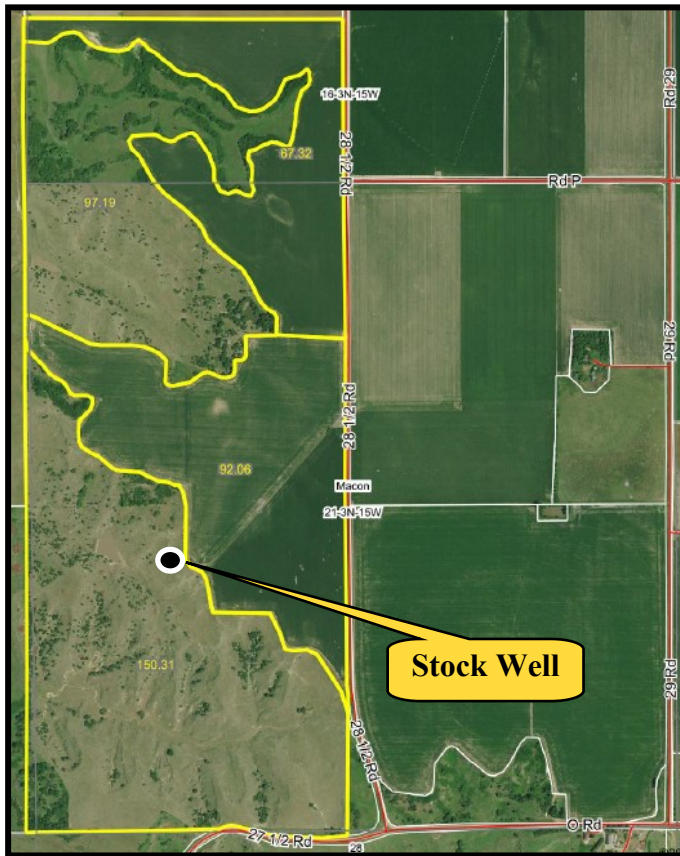 16-3N-15W
Rd 29
28 1/2 Rd
67.32
Rd P
97.19
29 Rd
28-1/2 Rd
92.06
Macon
21-3N-15W
150.31
Stock Well
29 Rd
28-1/2 Rd
O Rd
27 1/2 Rd
28